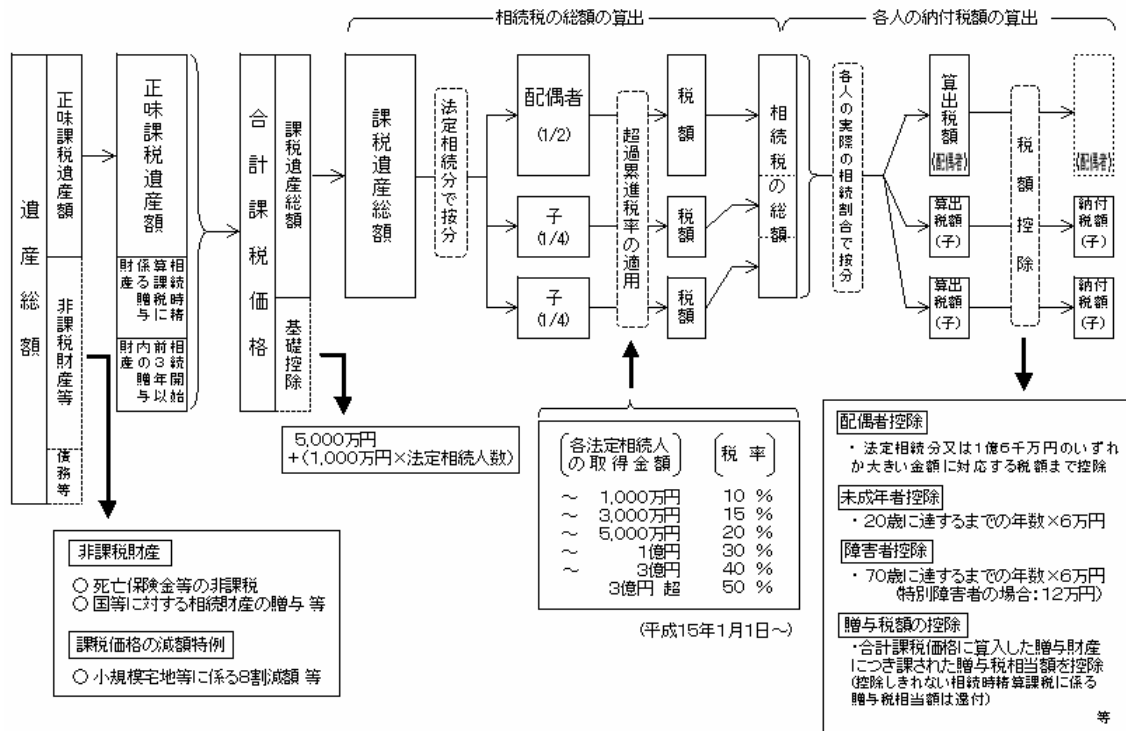 相続税の総額の算出
各人の納付税額の算出
遺産総額
正味課税遺産額
非課税財産等
債務等
正味課税遺産額
相続時精
算課税に
係る贈与
財産
相続開始
前3年以
内の贈与
財産
合計課税価格
課税遺産総額
基礎控除
課税遺産総額
法定相続分で按分
配偶者
(1/2)
子
(1/4)
子
(1/4)
超過累進税率の適用
税額
税額
税額
相続税の総額
各人の実際の相続割合で按分
算出
税額
(配偶者)
算出
税額
(子)
算出
税額
(子)
税額控除
(配偶者)
納付
税額
(子)
納付
税額
(子)
5,000万円
+(1,000万円×法定相続人数)
各法定相続人
の取得金額
税 率
～ 1,000万円 10 %
～ 3,000万円 15 %
～ 5,000万円 20 %
～ 1億円 30 %
～ 3億円 40 %
3億円 超 50 %
(平成15年1月1日～)
非課税財産
○ 死亡保険金等の非課税
○ 国等に対する相続財産の贈与 等
課税価格の減額特例
○ 小規模宅地等に係る8割減額 等
配偶者控除
・ 法定相続分又は1億6千万円のいずれ
か大きい金額に対応する税額まで控除
未成年者控除
・ 20歳に達するまでの年数×6万円
障害者控除
・ 70歳に達するまでの年数×6万円
(特別障害者の場合:12万円)
贈与税額の控除
・合計課税価格に算入した贈与財産
につき課された贈与税相当額を控除
(控除しきれない相続時精算課税に係る
贈与税相当額は還付)
等